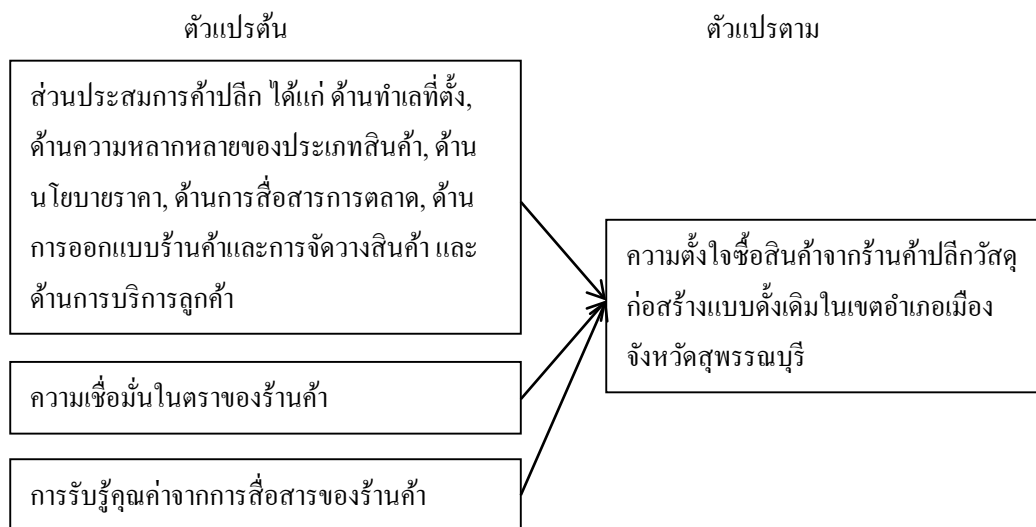 ตัวแปรต้น
ตัวแปรตาม
ส่วนประสมการค้าปลีก ได้แก่ ด้านทำเลที่ตั้ง,
ด้านความหลากหลายของประเภทสินค้า, ด้าน
นโยบายราคา, ด้านการสื่อสารการตลาด, ด้าน
การออกแบบร้านค้าและการจัดวางสินค้า และ
ด้านการบริการลูกค้า
ความเชื่อมั่นในตราของร้านค้า
การรับรู้คุณค่าจากการสื่อสารของร้านค้า
ความตั้งใจซื้อสินค้าจากร้านค้าปลีกวัสดุ
ก่อสร้างแบบดั้งเดิมในเขตอำเภอเมือง
จังหวัดสุพรรณบุรี